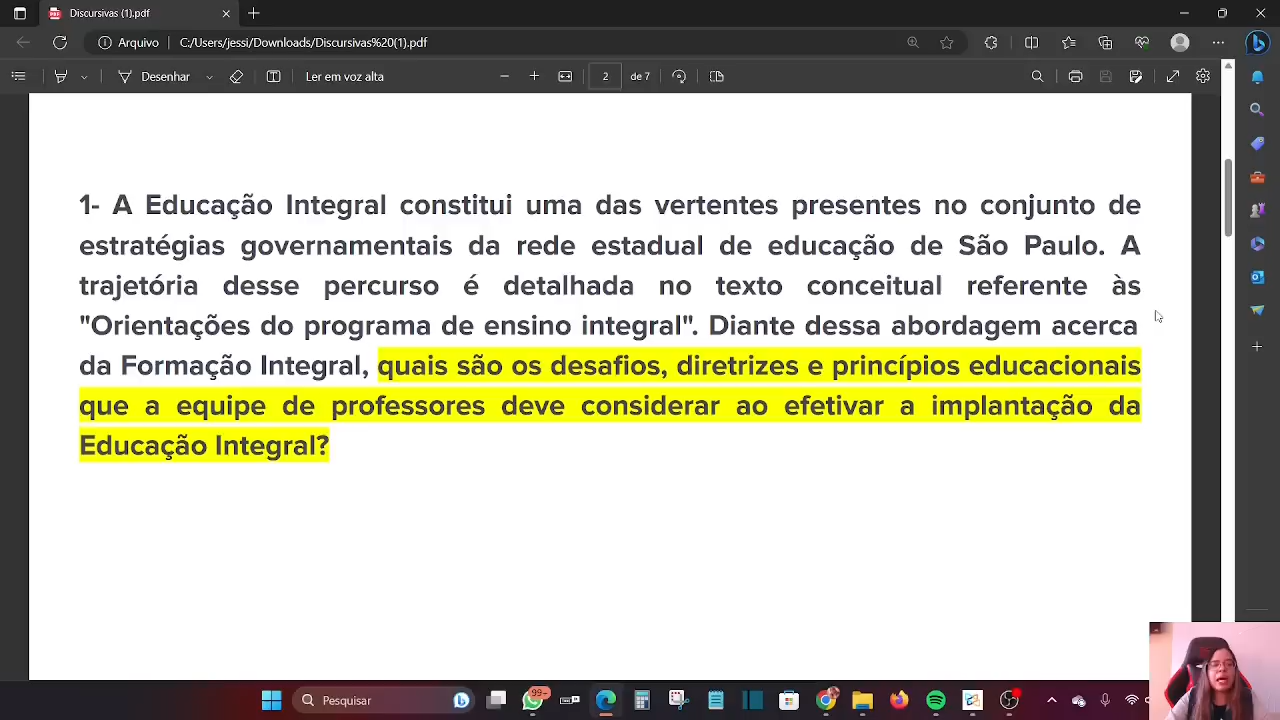 Discursivas (1).pdf
Arquivo C:/Users/jessi/Downloads/Discursivas%20(1).pdf
Desenhar Ler em voz alta 2 de 7
1- A Educação Integral constitui uma das vertentes presentes no conjunto de
estratégias governamentais da rede estadual de educação de São Paulo. A
trajetória desse percurso é detalhada no texto conceitual referente às
"Orientações do programa de ensino integral". Diante dessa abordagem acerca
da Formação Integral, quais são os desafios, diretrizes e princípios educacionais
que a equipe de professores deve considerar ao efetivar a implantação da
Educação Integral?
Pesquisar 99+